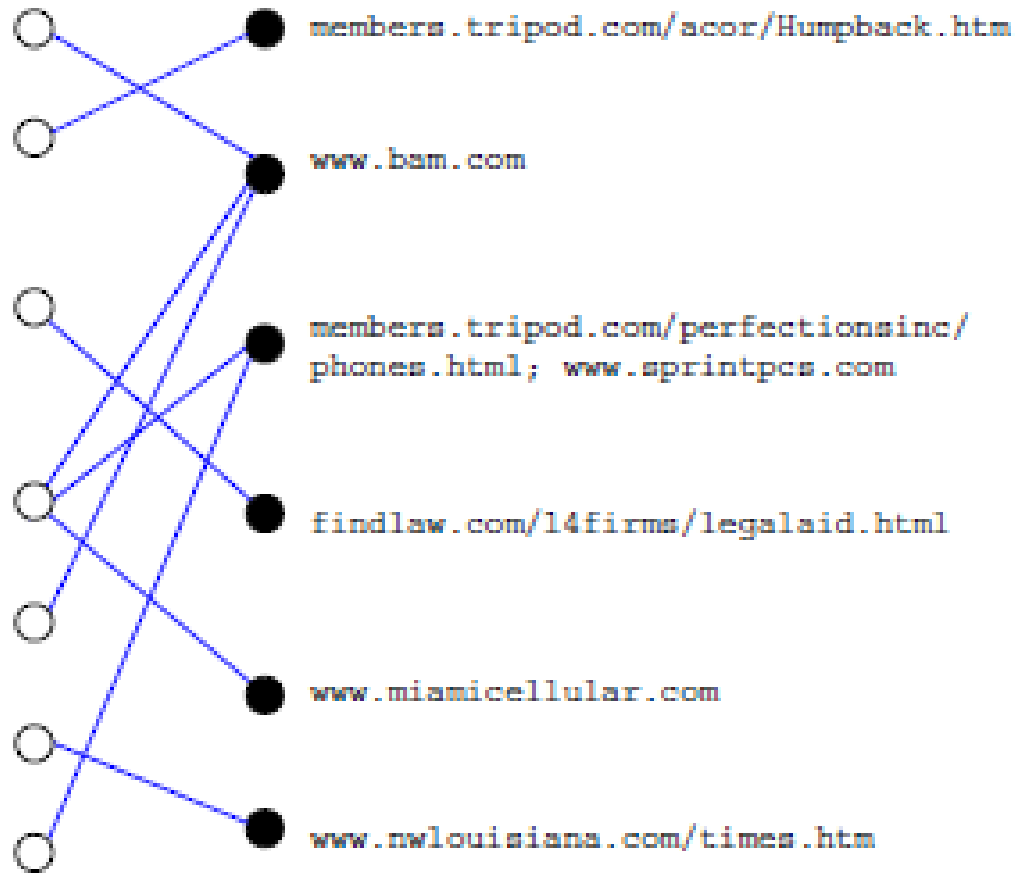 members.tripod.com/acor/Humpback.htm
www.bam.com
members.tripod.com/perfectionsinc/
phones.html; www.sprintpcs.com
findlaw.com/14firms/legalaid.html
www.miamicellular.com
www.nwlouisiana.com/times.htm